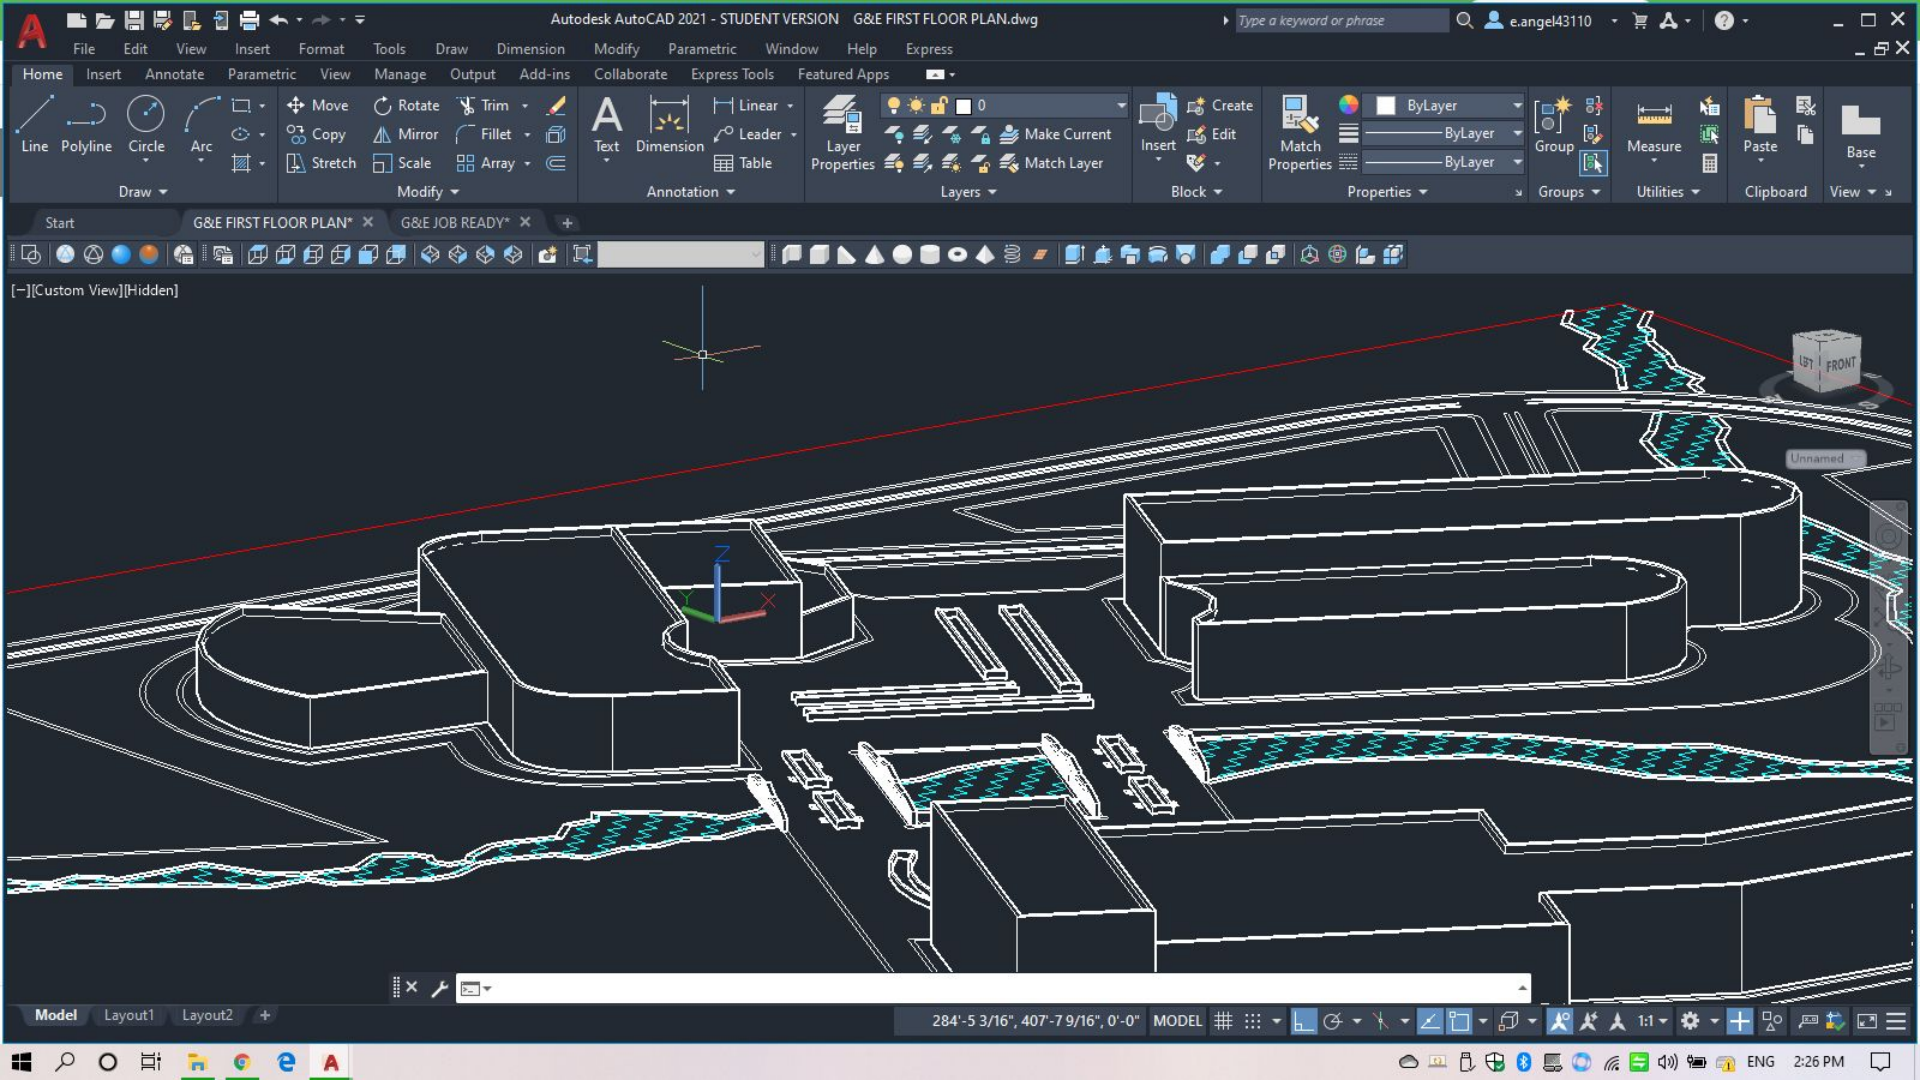 Autodesk AutoCAD 2021 - STUDENT VERSION G&E FIRST FLOOR PLAN.dwg
Type a keyword or phrase
e.angel43110
File Edit View Insert Format Tools Draw Dimension Modify Parametric Window Help Express
Home Insert Annotate Parametric View Manage Output Add-ins Collaborate Express Tools Featured Apps
Line Polyline Circle Arc
Draw
Move Rotate Trim
Copy Mirror Fillet
Stretch Scale Array
Modify
Text Dimension
Linear
Leader
Table
Annotation
Layer Properties
0
Make Current
Match Layer
Layers
Insert
Create
Edit
Block
Match Properties
ByLayer
ByLayer
ByLayer
Properties
Group
Groups
Measure
Utilities
Paste
Clipboard
Base
View
Start G&E FIRST FLOOR PLAN* G&E JOB READY*
[−][Custom View][Hidden]
LEFT FRONT
Unnamed
Z
Y X
Model Layout1 Layout2
284'-5 3/16", 407'-7 9/16", 0'-0" MODEL 1:1
ENG 2:26 PM